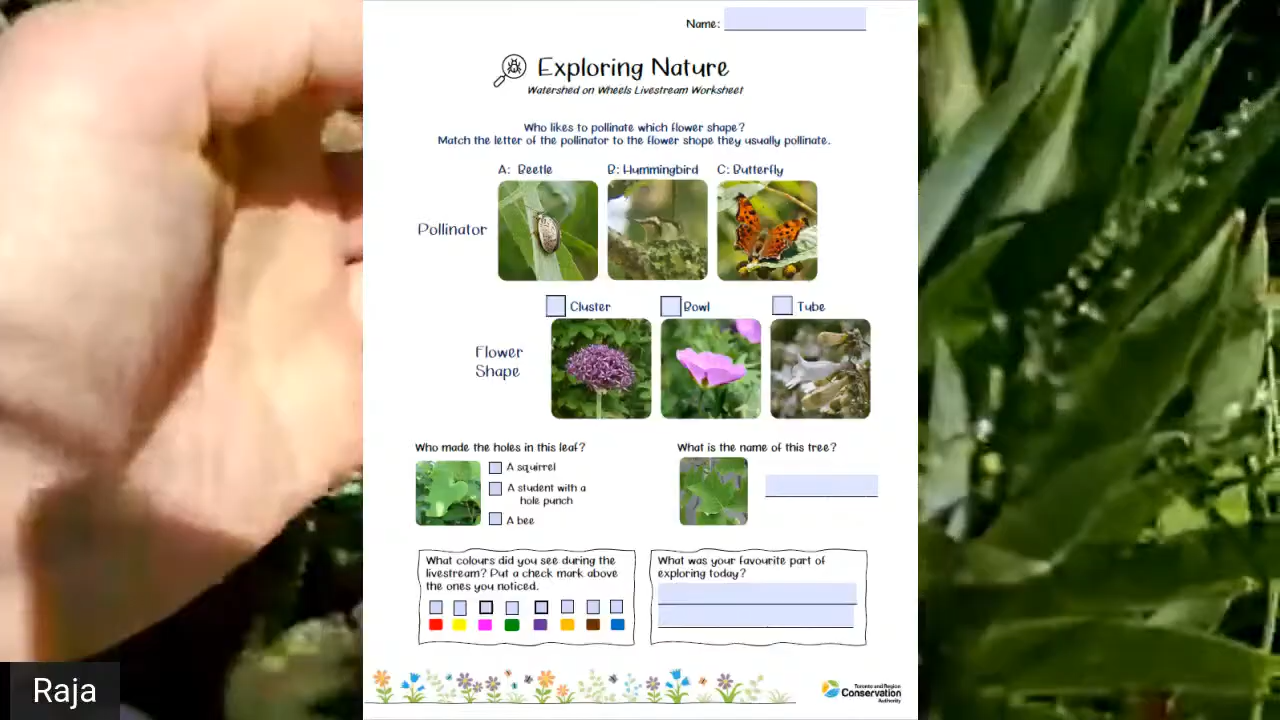 Name:
Exploring Nature
Watershed on Wheels Livestream Worksheet
Who likes to pollinate which flower shape?
Match the letter of the pollinator to the flower shape they usually pollinate.
A: Beetle
B: Hummingbird
C: Butterfly
Pollinator
Cluster
Bowl
Tube
Flower
Shape
Who made the holes in this leaf?
A squirrel
A student with a
hole punch
A bee
What is the name of this tree?
What colours did you see during the
livestream? Put a check mark above
the ones you noticed.
What was your favourite part of
exploring today?
Toronto and Region
Conservation
Authority
Raja